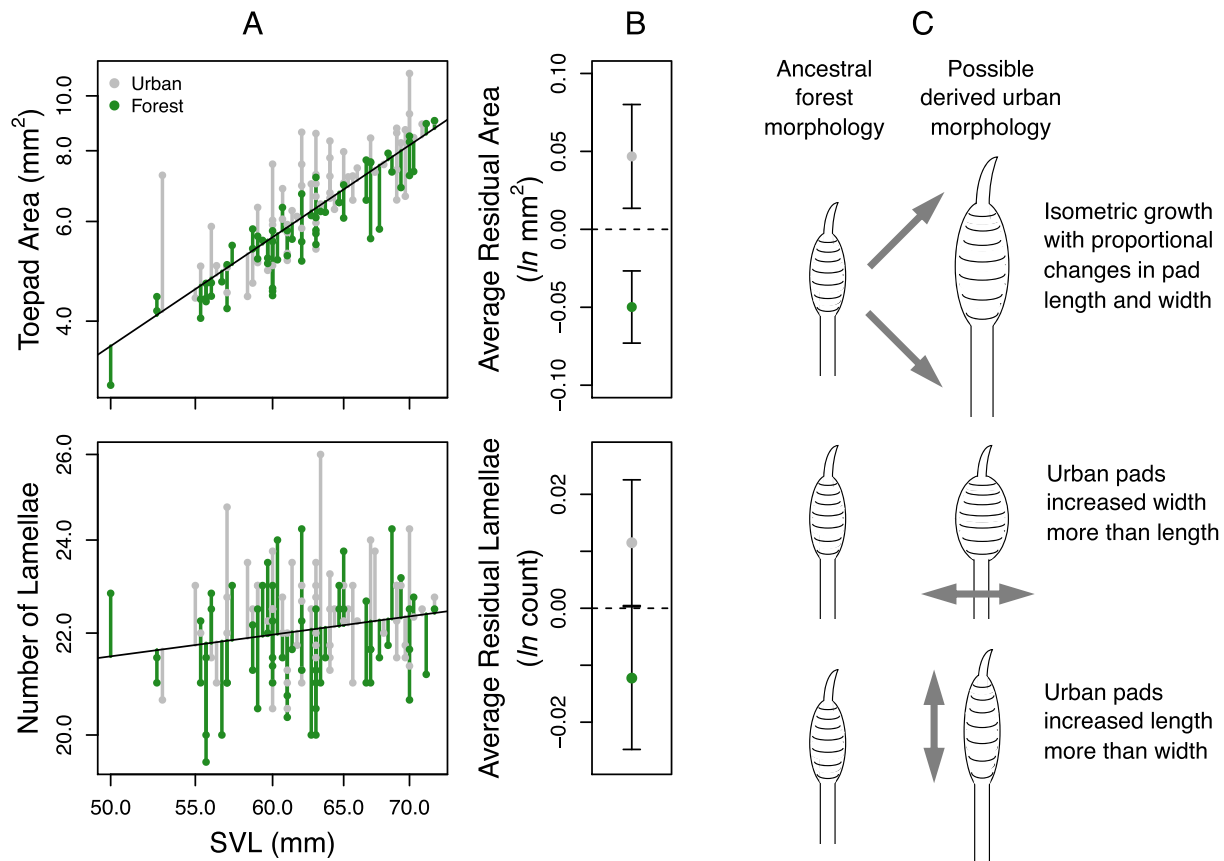 A
B
C
Toepad Area (mm²)
10.0
8.0
6.0
4.0
Urban
Forest
Average Residual Area
(ln mm²)
0.10
0.05
0.00
−0.05
−0.10
Ancestral
forest
morphology
Possible
derived urban
morphology
Isometric growth
with proportional
changes in pad
length and width
Number of Lamellae
26.0
24.0
22.0
20.0
50.0 55.0 60.0 65.0 70.0
SVL (mm)
Average Residual Lamellae
(ln count)
0.02
0.00
−0.02
Urban pads
increased width
more than length
Urban pads
increased length
more than width